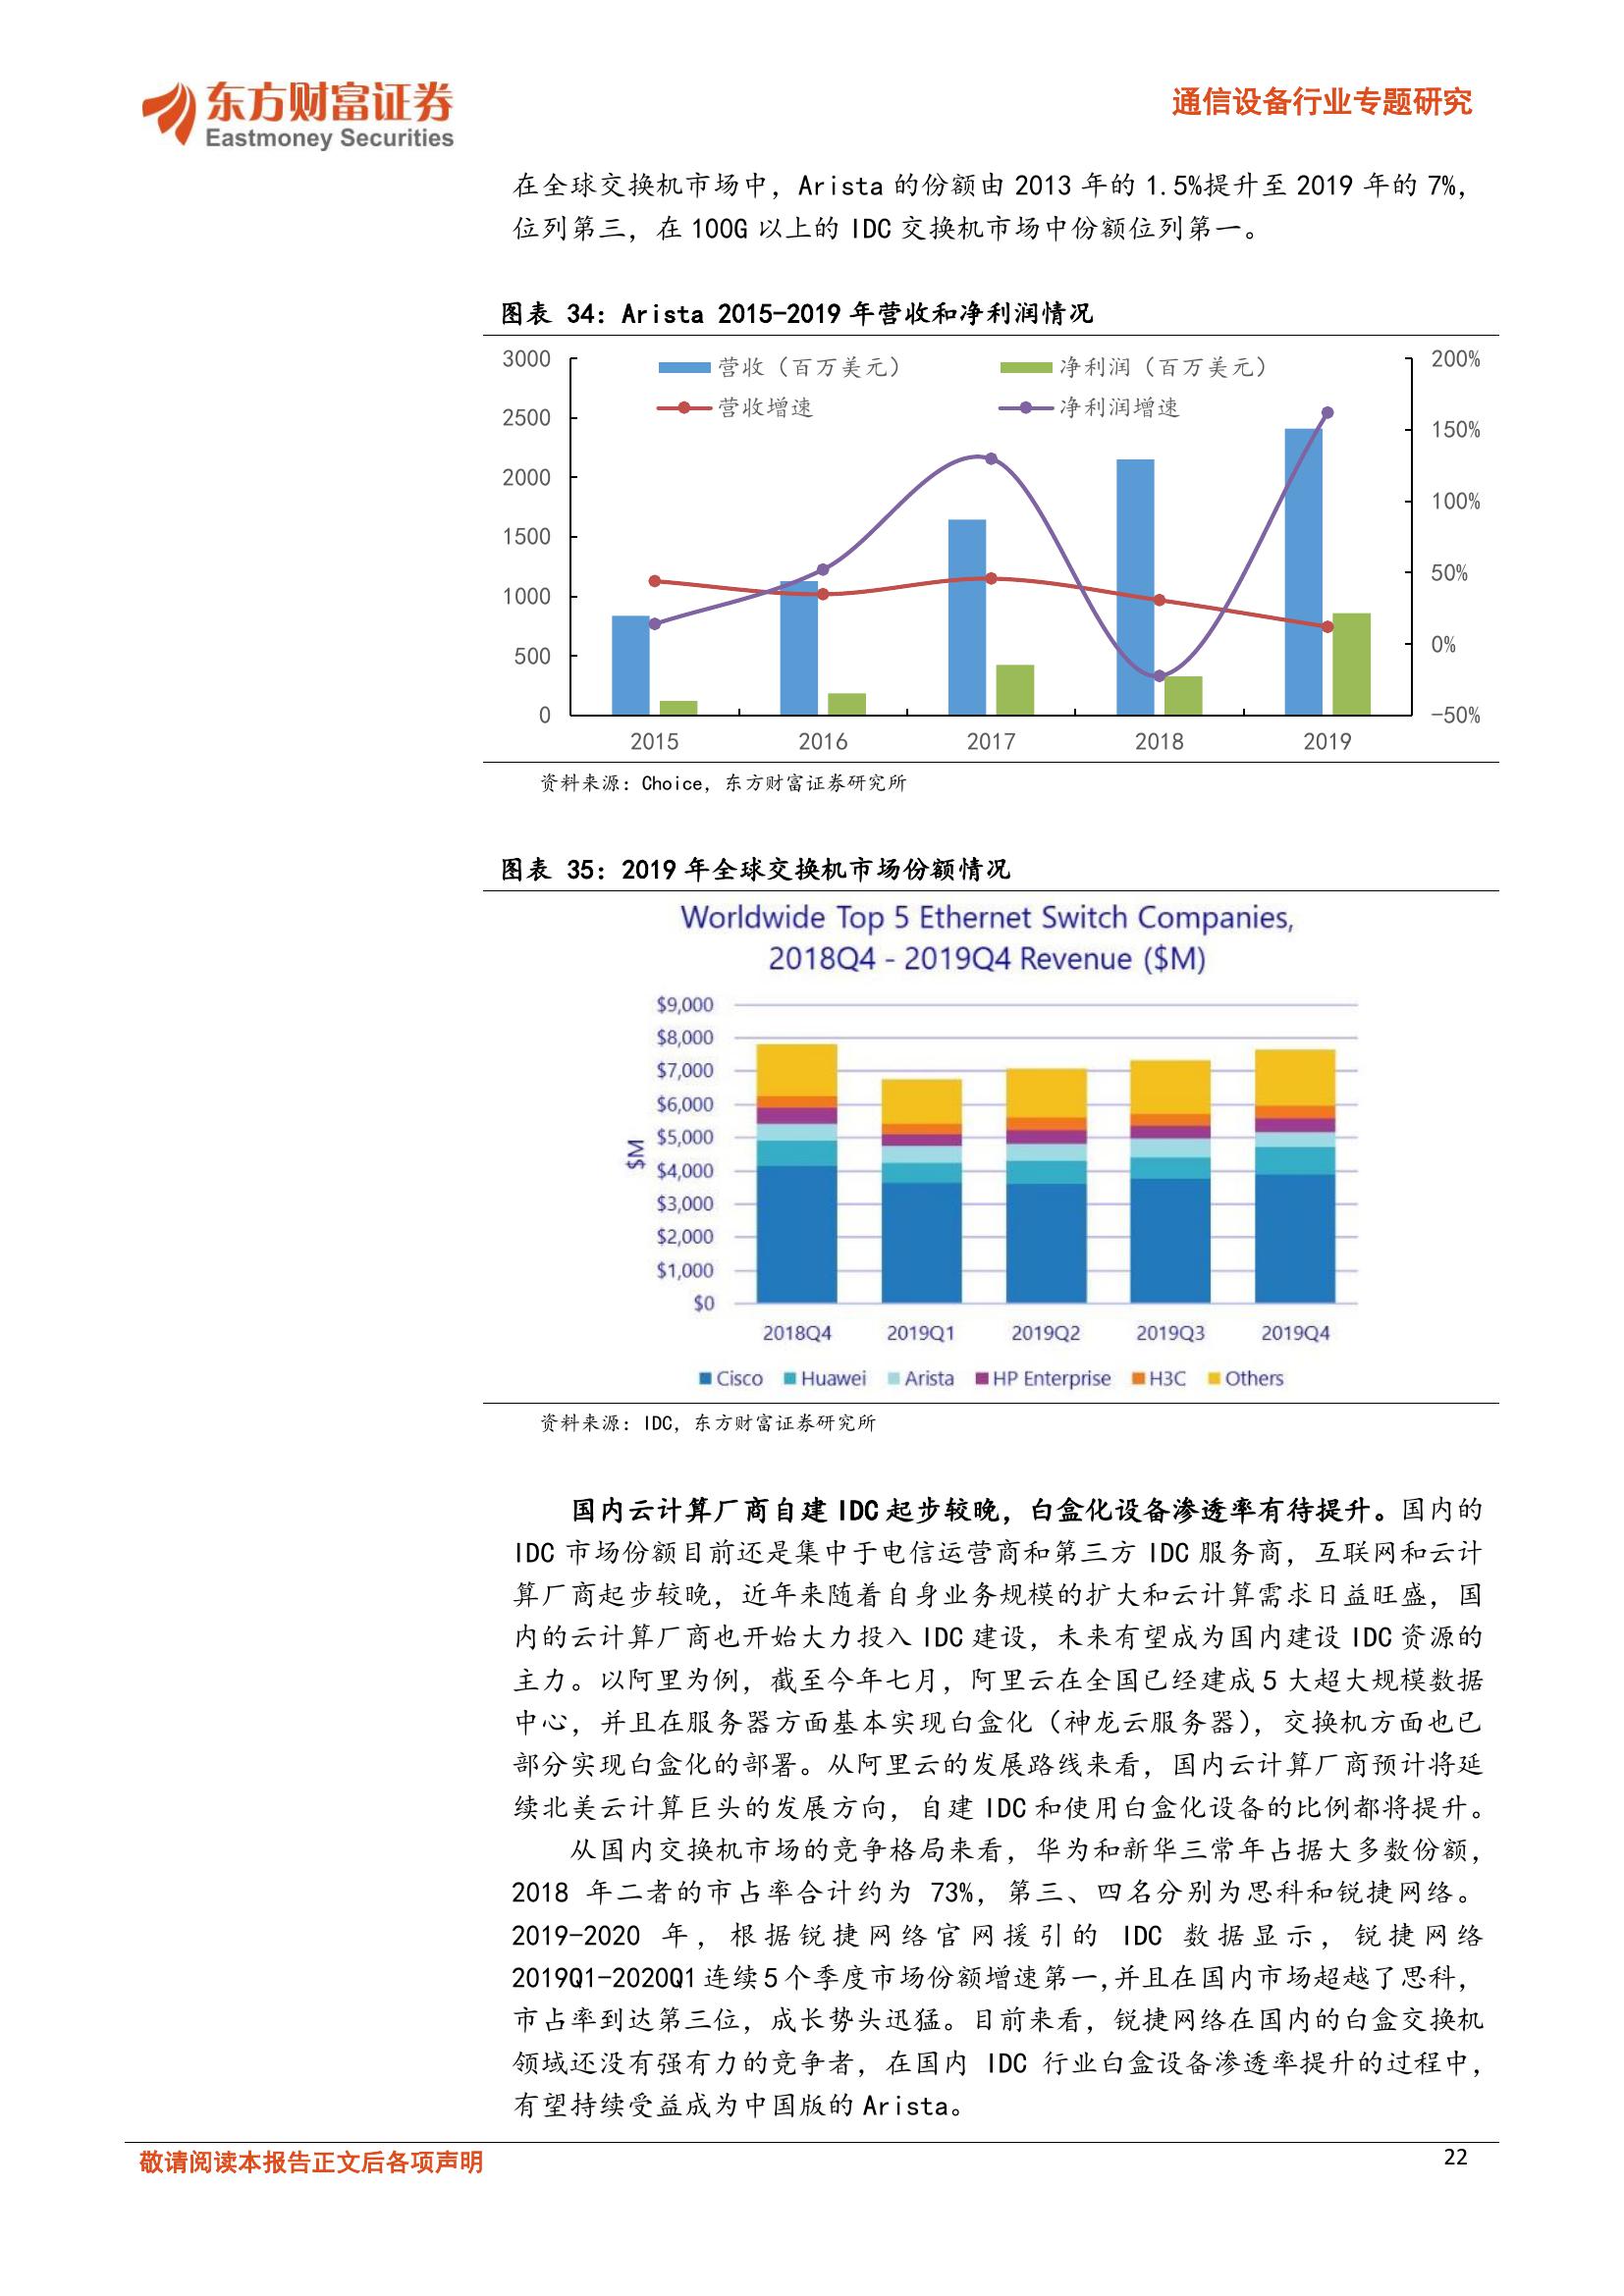 东方财富证券
Eastmoney Securities
通信设备行业专题研究
在全球交换机市场中，Arista 的份额由 2013 年的 1.5%提升至 2019 年的 7%，
位列第三，在 100G 以上的 IDC 交换机市场中份额位列第一。
图表 34：Arista 2015-2019 年营收和净利润情况
营收（百万美元）
净利润（百万美元）
营收增速
净利润增速
3000
2500
2000
1500
1000
500
0
200%
150%
100%
50%
0%
-50%
2015
2016
2017
2018
2019
资料来源：Choice，东方财富证券研究所
图表 35：2019 年全球交换机市场份额情况
Worldwide Top 5 Ethernet Switch Companies,
2018Q4 - 2019Q4 Revenue ($M)
$M
$9,000
$8,000
$7,000
$6,000
$5,000
$4,000
$3,000
$2,000
$1,000
$0
2018Q4
2019Q1
2019Q2
2019Q3
2019Q4
Cisco
Huawei
Arista
HP Enterprise
H3C
Others
资料来源：IDC，东方财富证券研究所
国内云计算厂商自建 IDC 起步较晚，白盒化设备渗透率有待提升。国内的
IDC 市场份额目前还是集中于电信运营商和第三方 IDC 服务商，互联网和云计
算厂商起步较晚，近年来随着自身业务规模的扩大和云计算需求日益旺盛，国
内的云计算厂商也开始大力投入 IDC 建设，未来有望成为国内建设 IDC 资源的
主力。以阿里为例，截至今年七月，阿里云在全国已经建成 5 大超大规模数据
中心，并且在服务器方面基本实现白盒化（神龙云服务器），交换机方面也已
部分实现白盒化的部署。从阿里云的发展路线来看，国内云计算厂商预计将延
续北美云计算巨头的发展方向，自建 IDC 和使用白盒化设备的比例都将提升。
从国内交换机市场的竞争格局来看，华为和新华三常年占据大多数份额，
2018 年二者的市占率合计约为 73%，第三、四名分别为思科和锐捷网络。
2019-2020 年，根据锐捷网络官网援引的 IDC 数据显示，锐捷网络
2019Q1-2020Q1 连续 5 个季度市场份额增速第一,并且在国内市场超越了思科，
市占率到达第三位，成长势头迅猛。目前来看，锐捷网络在国内的白盒交换机
领域还没有强有力的竞争者，在国内 IDC 行业白盒设备渗透率提升的过程中，
有望持续受益成为中国版的 Arista。
敬请阅读本报告正文后各项声明
22